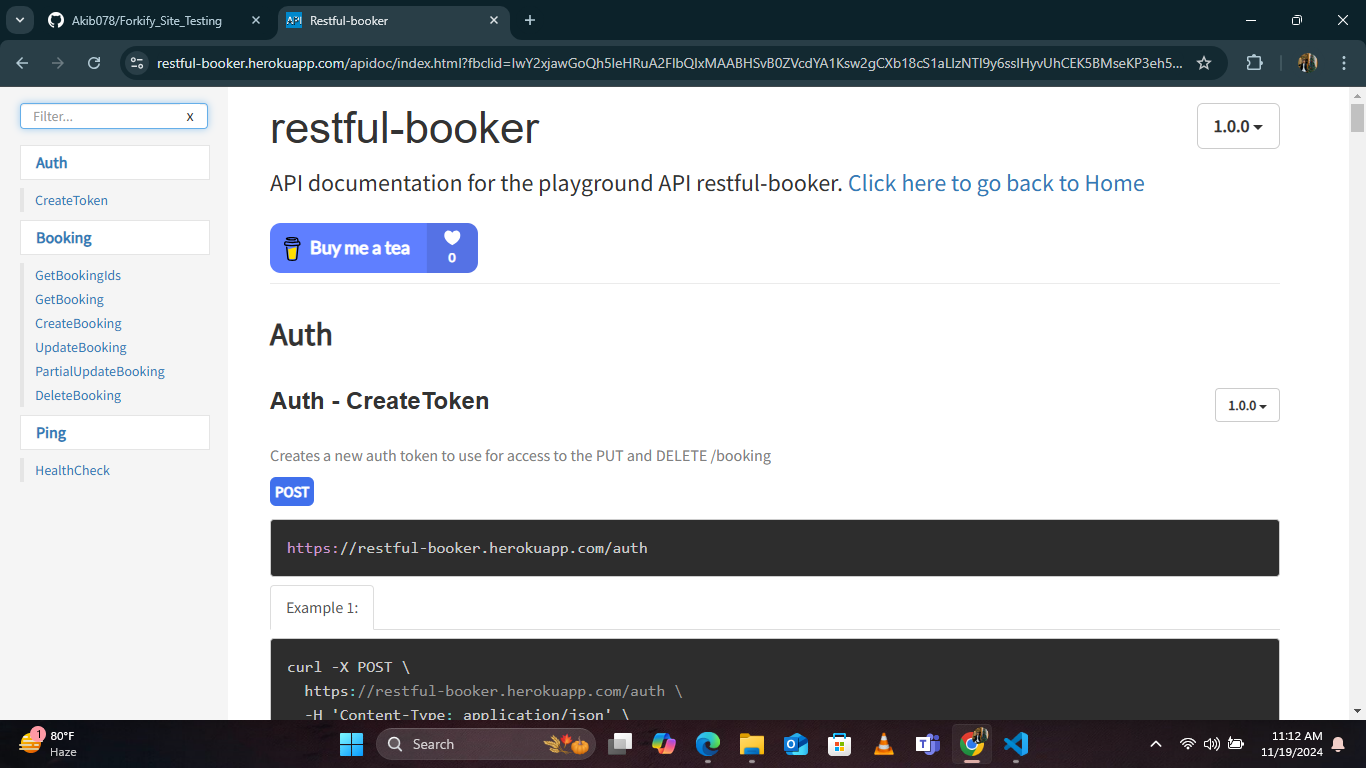 Akib078/Forkify_Site_Testing
Restful-booker
restful-booker.herokuapp.com/apidoc/index.html?fbclid=
Filter...
x
Auth
CreateToken
Booking
GetBookingIds
GetBooking
CreateBooking
UpdateBooking
PartialUpdateBooking
DeleteBooking
Ping
HealthCheck
restful-booker
1.0.0
API documentation for the playground API restful-booker. Click here to go back to Home
Buy me a tea
0
Auth
Auth - CreateToken
1.0.0
Creates a new auth token to use for access to the PUT and DELETE /booking
POST
https://restful-booker.herokuapp.com/auth
Example 1:
curl -X POST \
https://restful-booker.herokuapp.com/auth \
-H 'Content-Type: application/json' \
1
80°F
Haze
Search
11:12 AM
11/19/2024